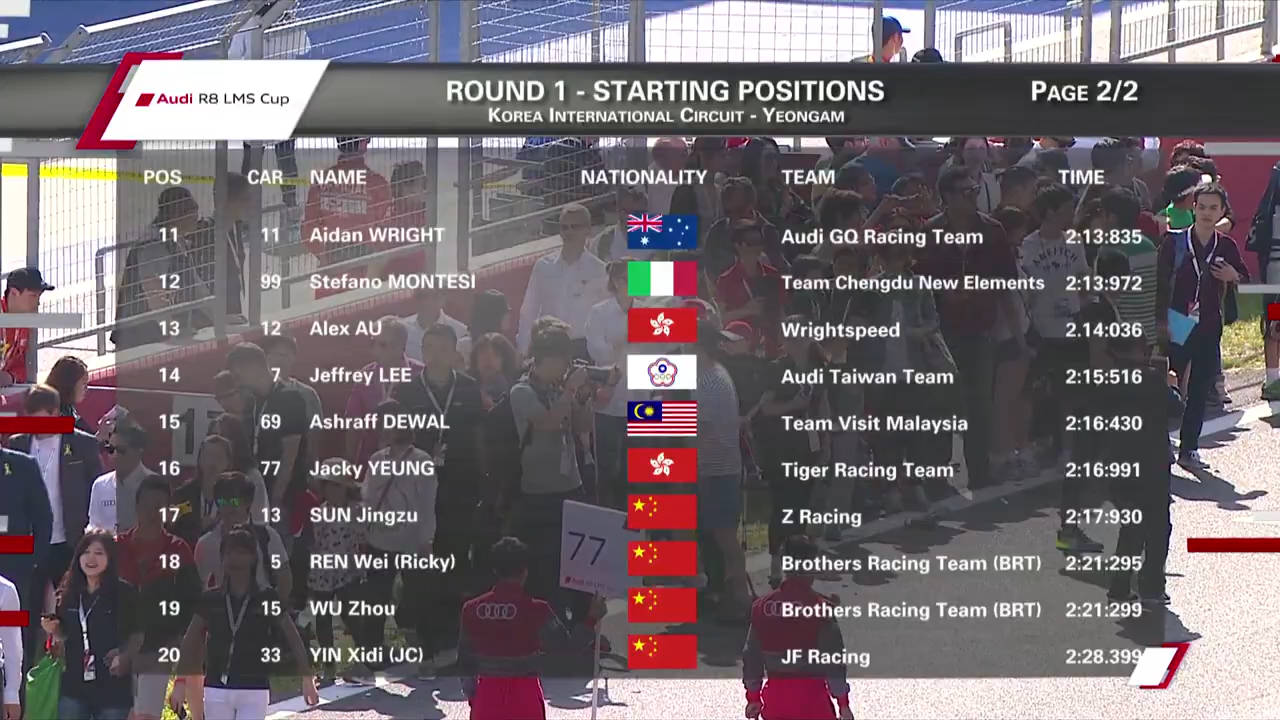 Audi R8 LMS Cup
ROUND 1 - STARTING POSITIONS
PAGE 2/2
KOREA INTERNATIONAL CIRCUIT - YEONGAM
POS CAR NAME NATIONALITY TEAM TIME
11 11 Aidan WRIGHT Audi GQ Racing Team 2:13:835
12 99 Stefano MONTESI Team Chengdu New Elements 2:13:972
13 12 Alex AU Wrightspeed 2.14:036
14 7 Jeffrey LEE Audi Taiwan Team 2:15:516
15 69 Ashraff DEWAL Team Visit Malaysia 2:16:430
16 77 Jacky YEUNG Tiger Racing Team 2:16:991
17 13 SUN Jingzu Z Racing 2:17:930
18 5 REN Wei (Ricky) Brothers Racing Team (BRT) 2:21:295
19 15 WU Zhou Brothers Racing Team (BRT) 2:21:299
20 33 YIN Xidi (JC) JF Racing 2:28.399
77
Audi R8 LMS